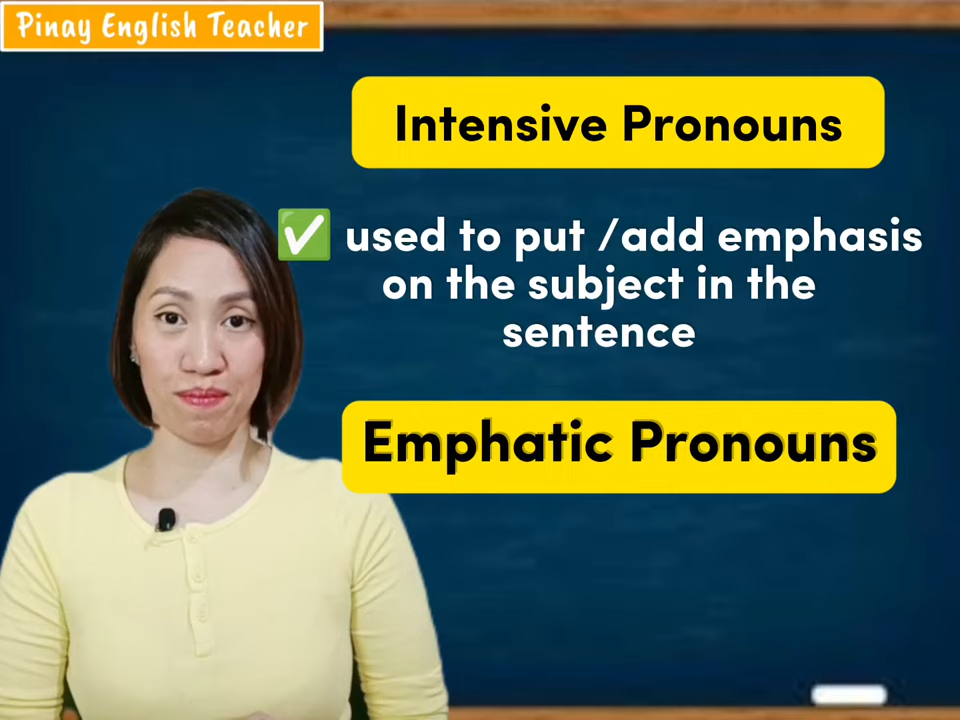 Pinay English Teacher
Intensive Pronouns
✅ used to put /add emphasis
on the subject in the
sentence
Emphatic Pronouns